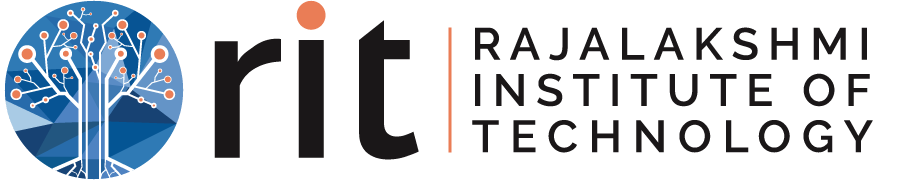 rit
RAJALAKSHMI
INSTITUTE OF
TECHNOLOGY